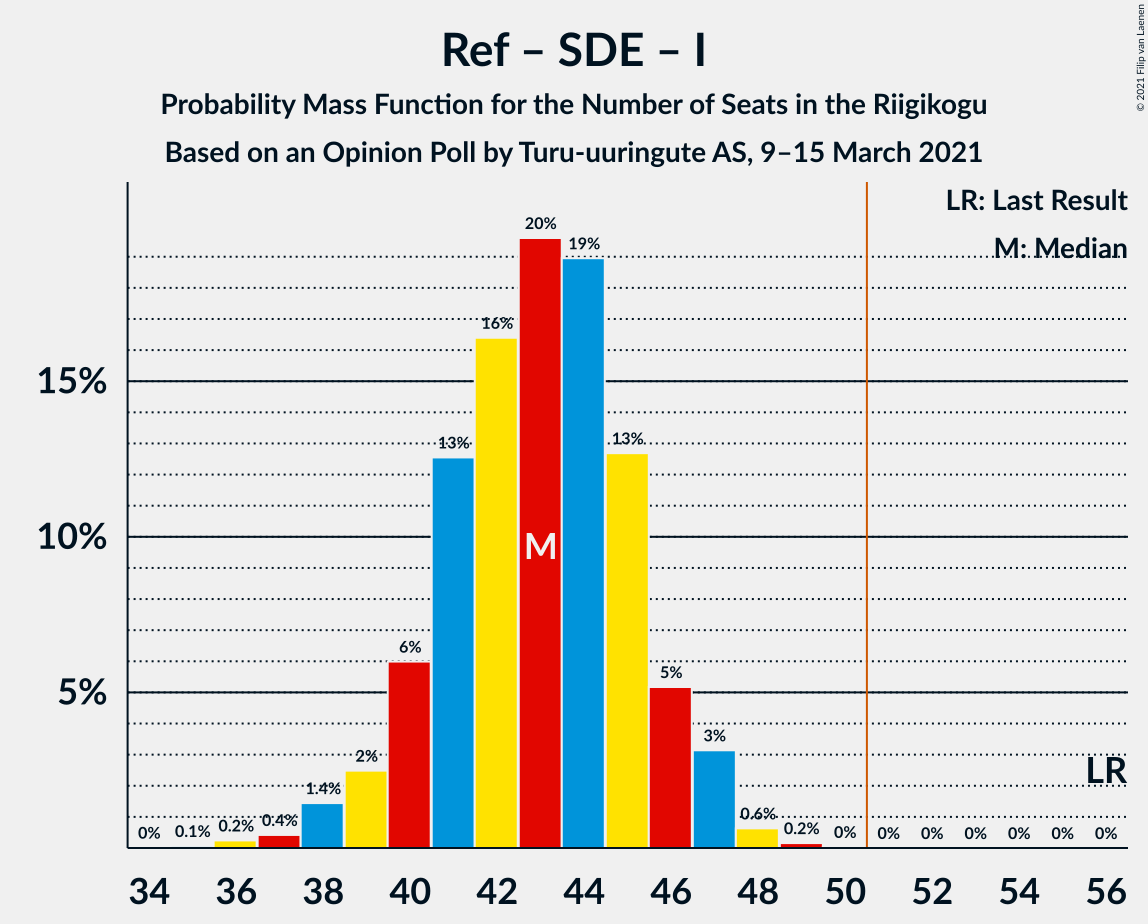 Ref – SDE – I
Probability Mass Function for the Number of Seats in the Riigikogu
Based on an Opinion Poll by Turu-uuringute AS, 9–15 March 2021
© 2021 Filip van Laenen
LR: Last Result
M: Median
15%
10%
5%
0%
0.1%
0.2%
0.4%
1.4%
2%
6%
13%
16%
20%
19%
13%
5%
3%
0.6%
0.2%
0%
0%
0%
0%
0%
0%
0%
M
LR
34 36 38 40 42 44 46 48 50 52 54 56